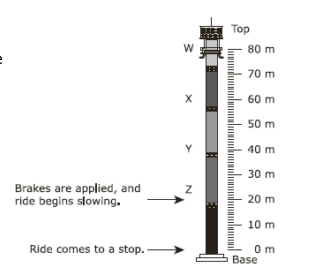 e
Top
W
80 m
70 m
X
60 m
50 m
Y
40 m
30 m
Z
Brakes are applied, and
ride begins slowing.
20 m
10 m
Ride comes to a stop.
0 m
Base